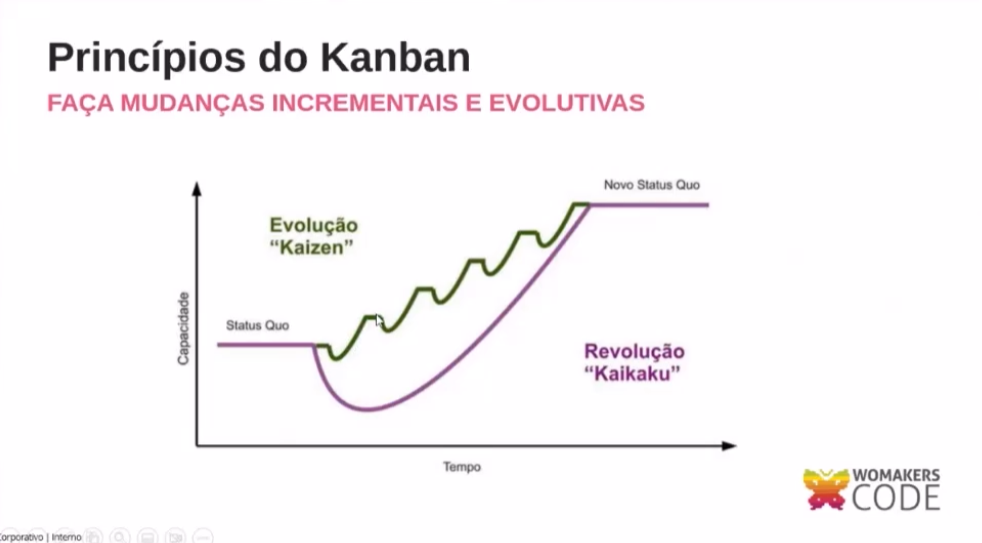 Princípios do Kanban
FAÇA MUDANÇAS INCREMENTAIS E EVOLUTIVAS
Novo Status Quo
Evolução
“Kaizen”
Capacidade
Status Quo
Revolução
“Kaikaku”
Tempo
WOMAKERS
CODE
orporativo | Interno